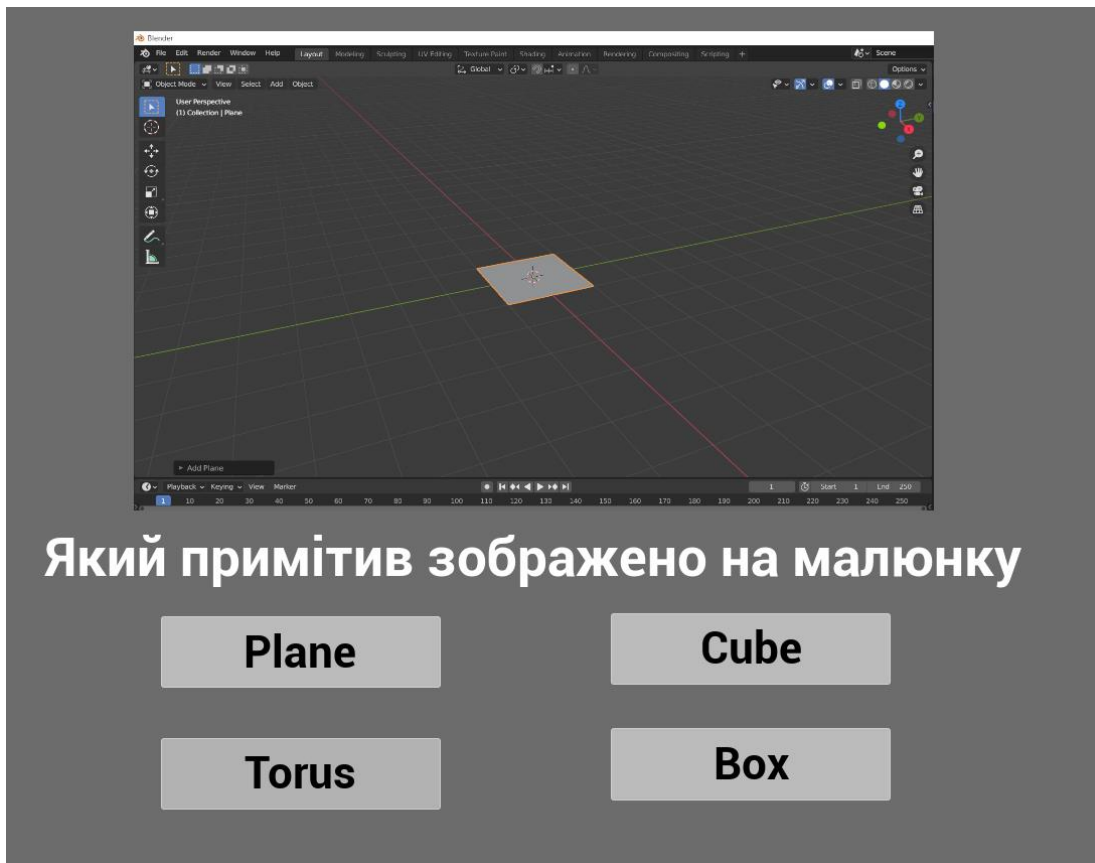 Blender
File Edit Render Window Help Layout Modeling Sculpting UV Editing Texture Paint Shading Animation Rendering Compositing Scripting + Scene
Global Options
Object Mode View Select Add Object
User Perspective
(1) Collection | Plane
Z
Y
X
Add Plane
Playback Keying View Marker 1 Start 1 End 250
1 10 20 30 40 50 60 70 80 90 100 110 120 130 140 150 160 170 180 190 200 210 220 230 240 250
Який примітив зображено на малюнку
Plane Cube
Torus Box